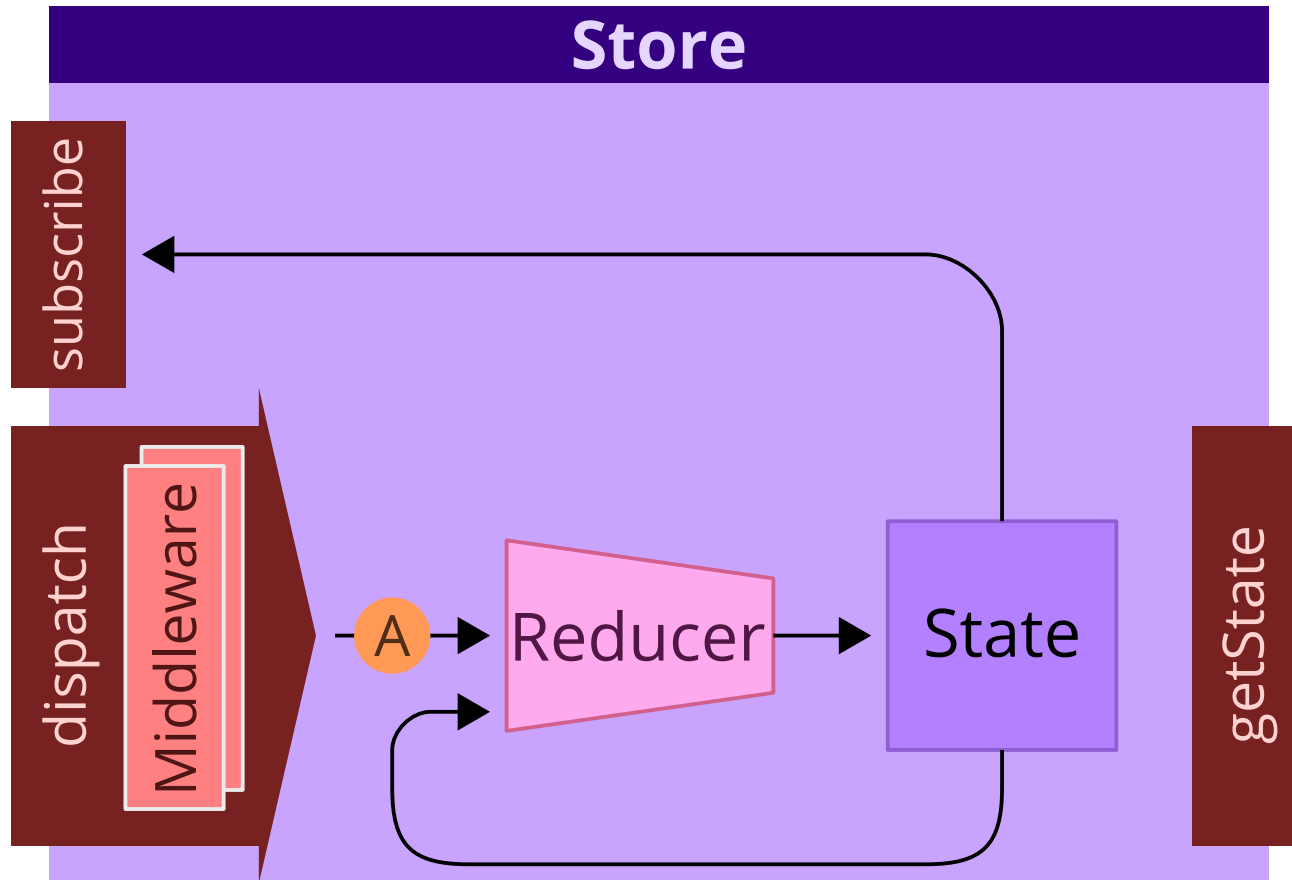 Store
subscribe
dispatch
Middleware
A
Reducer
State
getState